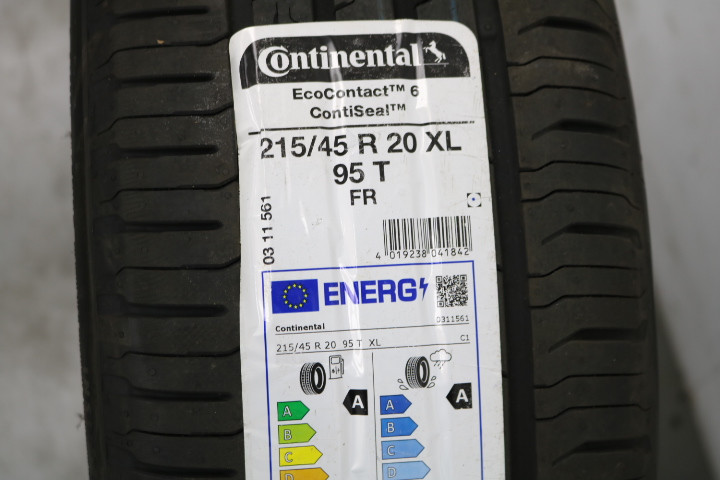 Continental
EcoContact™ 6
ContiSeal™
215/45 R 20 XL
95 T
FR
03 11 561
4 019238 041842
ENERG
Continental
0311561
215/45 R 20 95 T XL
C1
A
A
A
A
B
B
C
C
D
D